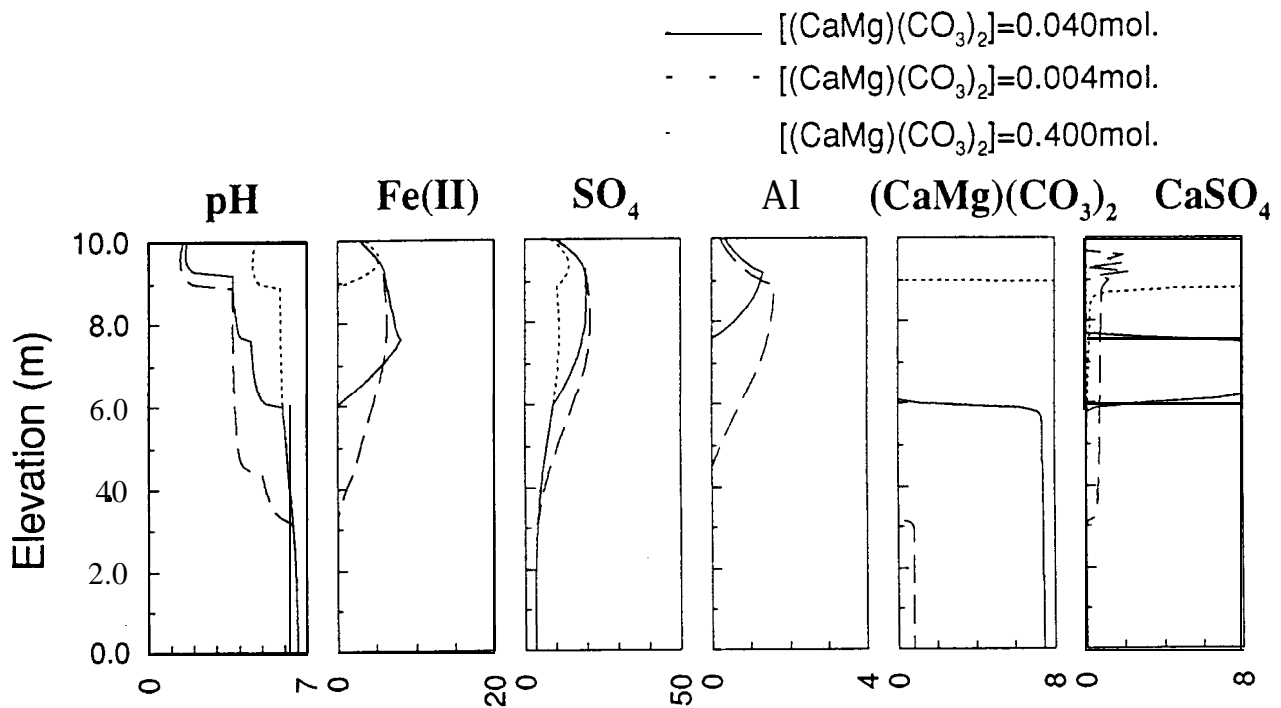 [(CaMg)(CO₃)₂]=0.040mol.
[(CaMg)(CO₃)₂]=0.004mol.
[(CaMg)(CO₃)₂]=0.400mol.
pH Fe(II) SO₄ Al (CaMg)(CO₃)₂ CaSO₄
Elevation (m)
10.0
8.0
6.0
40
2.0
0.0
0 7 0 20 0 50 0 4 0 8 0 8